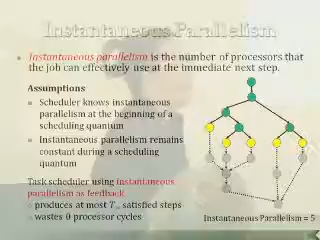 Instantaneous Parallelism
Instantaneous parallelism is the number of processors that
the job can effectively use at the immediate next step.
Assumptions
Scheduler knows instantaneous
parallelism at the beginning of a
scheduling quantum
Instantaneous parallelism remains
constant during a scheduling
quantum
Task scheduler using instantaneous
parallelism as feedback
produces at most T∞ satisfied steps
wastes 0 processor cycles
Instantaneous Parallelism = 5